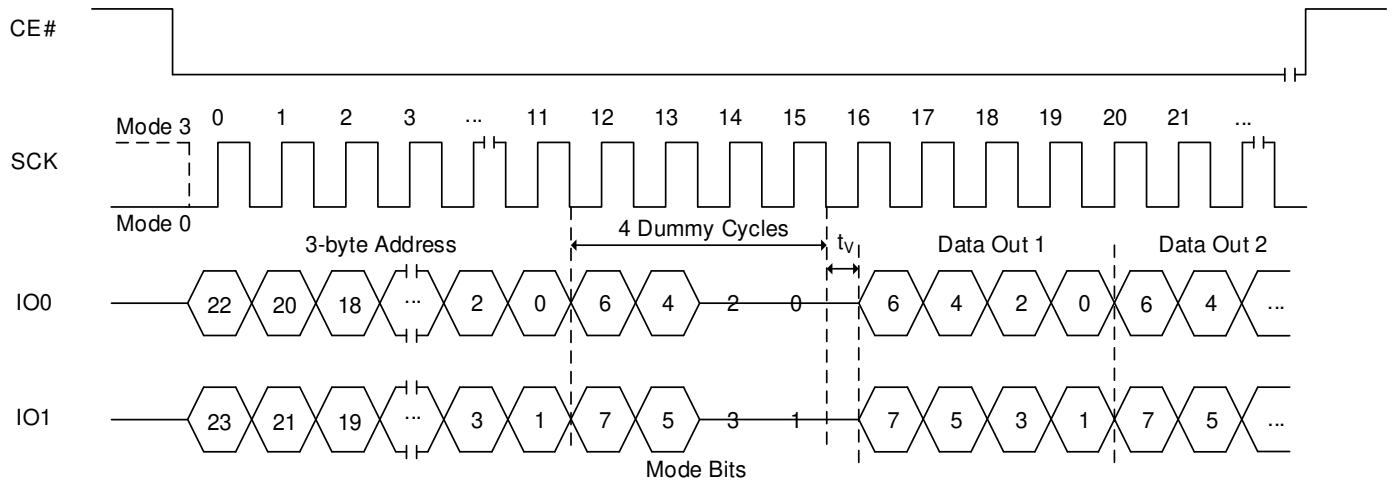 CE#
Mode 3 0 1 2 3 ... 11 12 13 14 15 16 17 18 19 20 21 ...
SCK
Mode 0
3-byte Address 4 Dummy Cycles tV Data Out 1 Data Out 2
IO0 22 20 18 ... 2 0 6 4 2 0 6 4 2 0 6 4 ...
IO1 23 21 19 ... 3 1 7 5 3 1 7 5 3 1 7 5 ...
Mode Bits